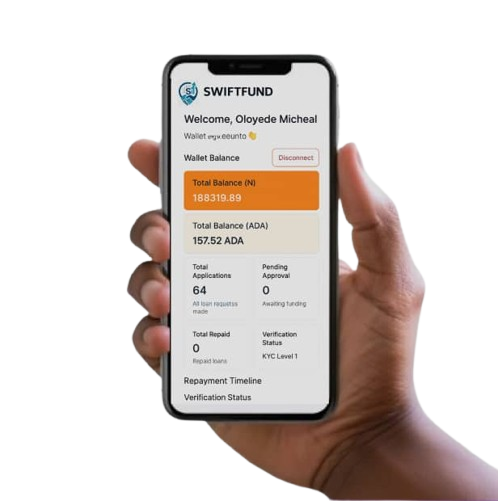 SWIFTFUND
Welcome, Oloyede Micheal
Wallet
Wallet Balance
Disconnect
Total Balance (N)
188319.89
Total Balance (ADA)
157.52 ADA
Total
Applications
64
All loan requstss
made
Pending
Approval
0
Awaiting funding
Total Repaid
0
Repaid loans
Verification
Status
KYC Level 1
Repayment Timeline
Verification Status